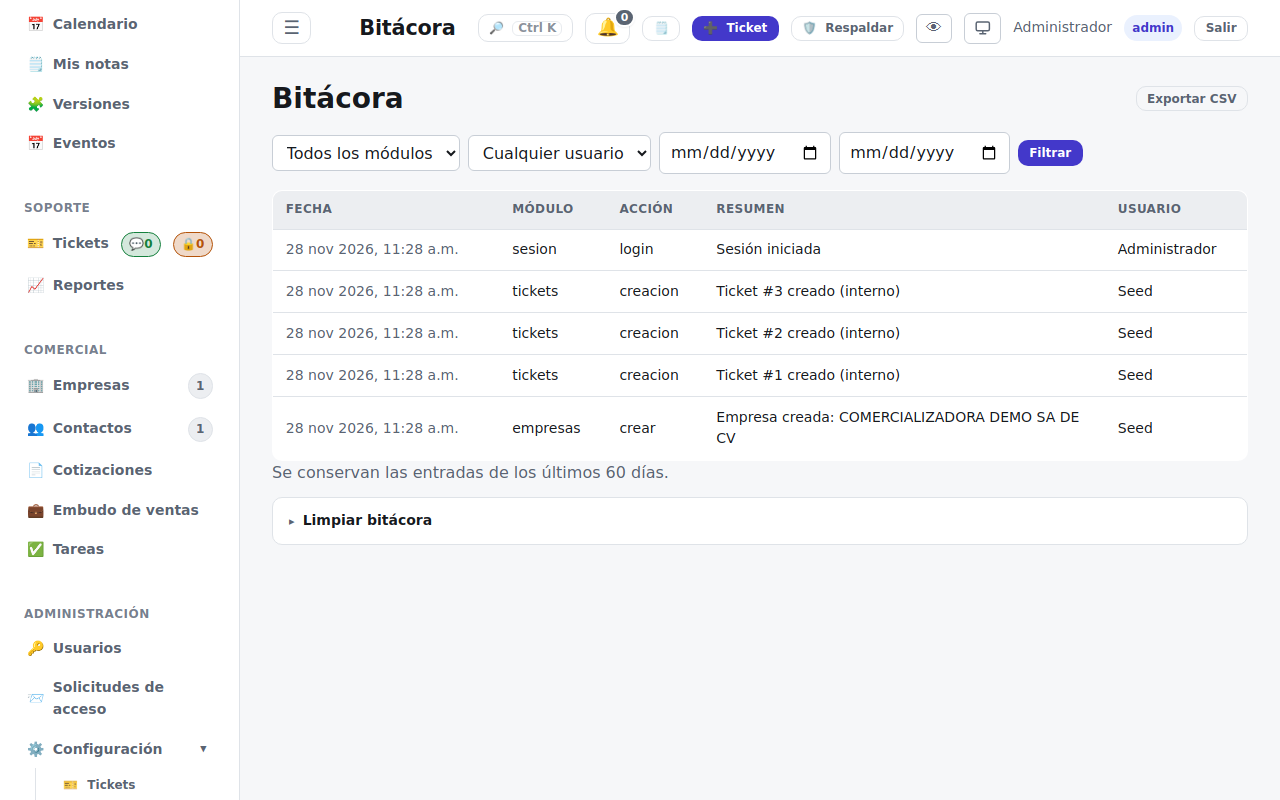 Calendario
Mis notas
Versiones
Eventos
SOPORTE
Tickets 0 0
Reportes
COMERCIAL
Empresas 1
Contactos 1
Cotizaciones
Embudo de ventas
Tareas
ADMINISTRACIÓN
Usuarios
Solicitudes de
acceso
Configuración
Tickets
Bitácora Ctrl K 0 Ticket Respaldar Administrador admin Salir
Bitácora
Exportar CSV
Todos los módulos Cualquier usuario mm/dd/yyyy mm/dd/yyyy Filtrar
FECHA MÓDULO ACCIÓN RESUMEN USUARIO
28 nov 2026, 11:28 a.m. sesion login Sesión iniciada Administrador
28 nov 2026, 11:28 a.m. tickets creacion Ticket #3 creado (interno) Seed
28 nov 2026, 11:28 a.m. tickets creacion Ticket #2 creado (interno) Seed
28 nov 2026, 11:28 a.m. tickets creacion Ticket #1 creado (interno) Seed
28 nov 2026, 11:28 a.m. empresas crear Empresa creada: COMERCIALIZADORA DEMO SA DE
CV Seed
Se conservan las entradas de los últimos 60 días.
Limpiar bitácora